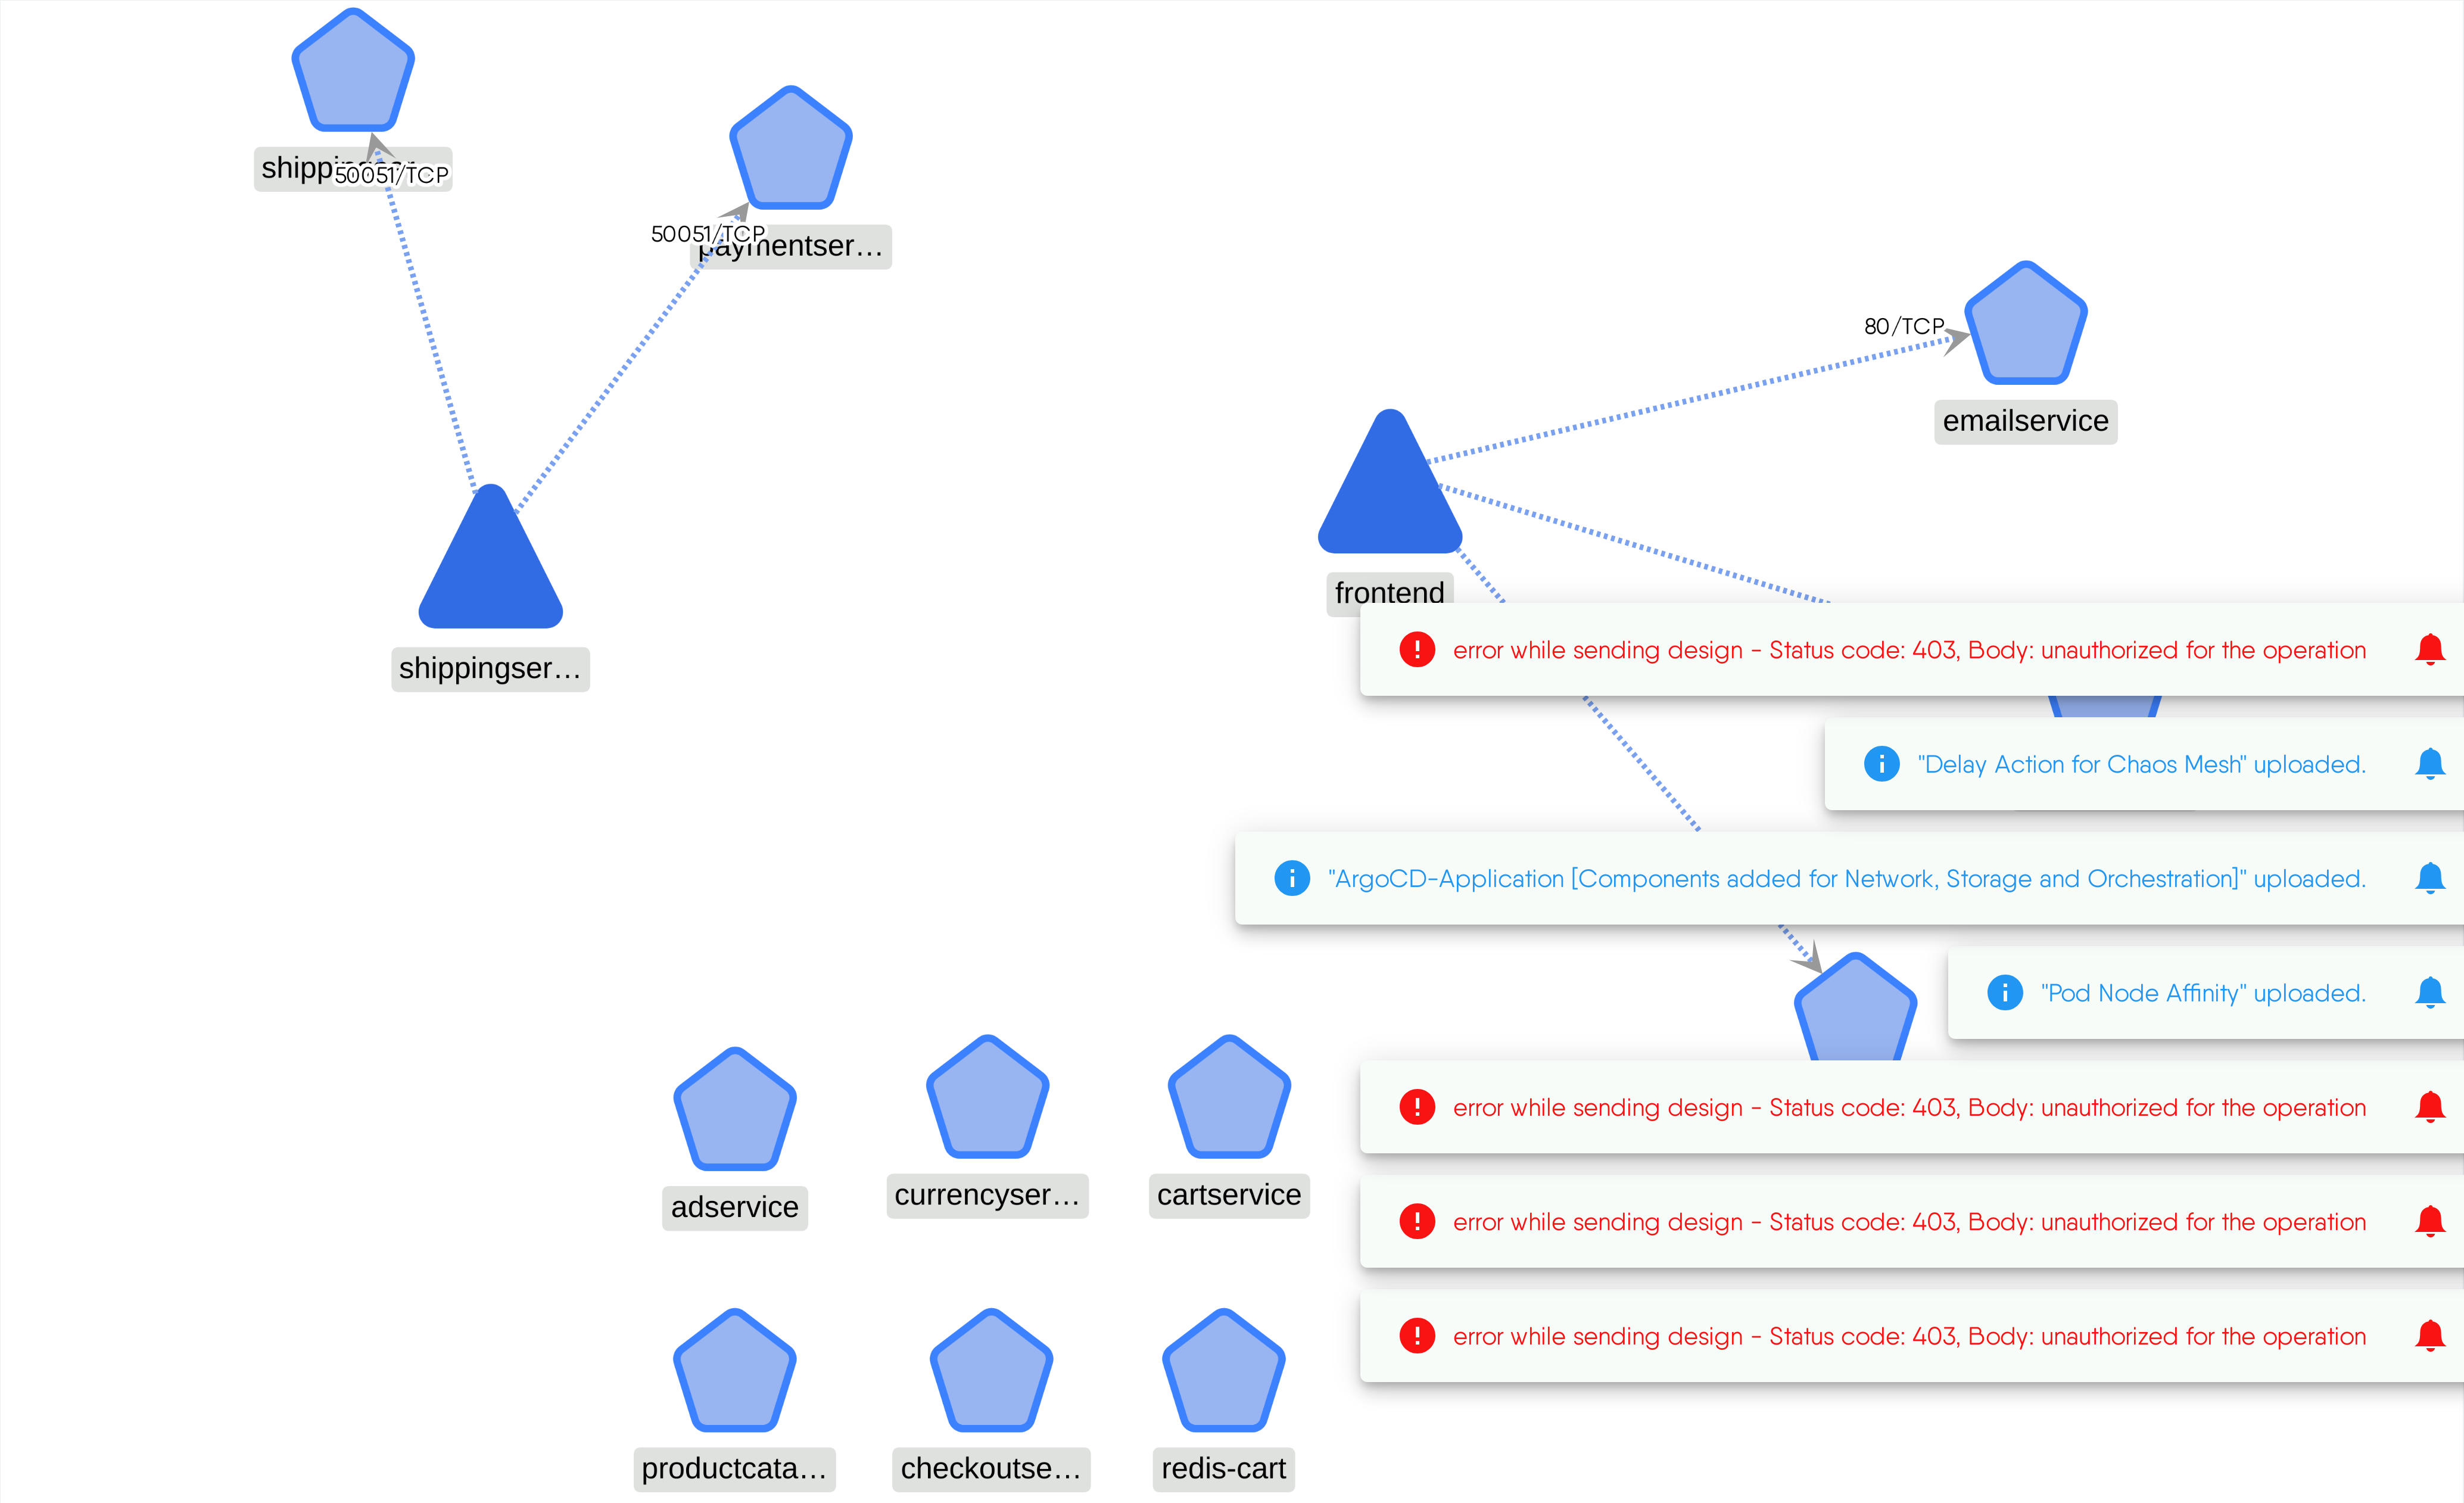 shipp
50051/TCP
50051/TCP
paymentser…
80/TCP
emailservice
frontend
shippingser…
error while sending design - Status code: 403, Body: unauthorized for the operation
"Delay Action for Chaos Mesh" uploaded.
"ArgoCD-Application [Components added for Network, Storage and Orchestration]" uploaded.
"Pod Node Affinity" uploaded.
error while sending design - Status code: 403, Body: unauthorized for the operation
error while sending design - Status code: 403, Body: unauthorized for the operation
error while sending design - Status code: 403, Body: unauthorized for the operation
adservice
currencyser…
cartservice
productcata…
checkoutse…
redis-cart